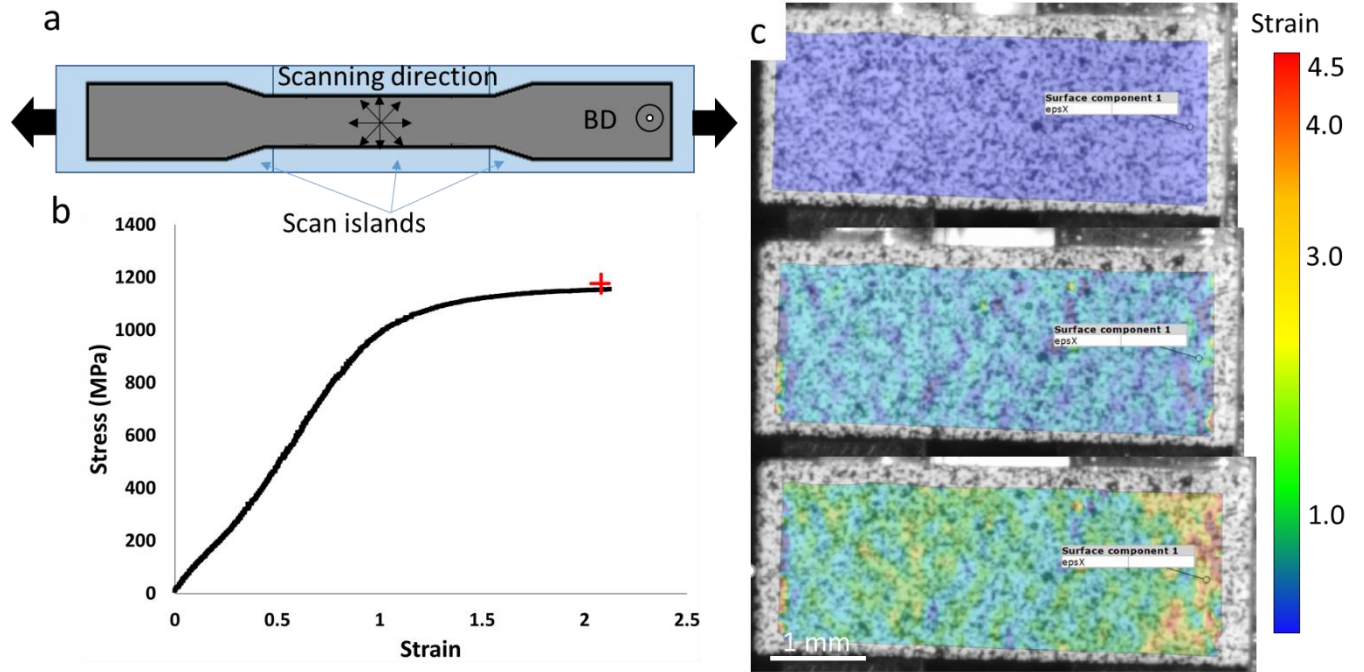 a
Scanning direction
BD
Scan islands
b
1400
1200
1000
800
600
400
200
0
Stress (MPa)
0
0.5
1
1.5
2
2.5
Strain
c
Surface component 1
epsX
Surface component 1
epsX
Surface component 1
epsX
1 mm
Strain
4.5
4.0
3.0
1.0